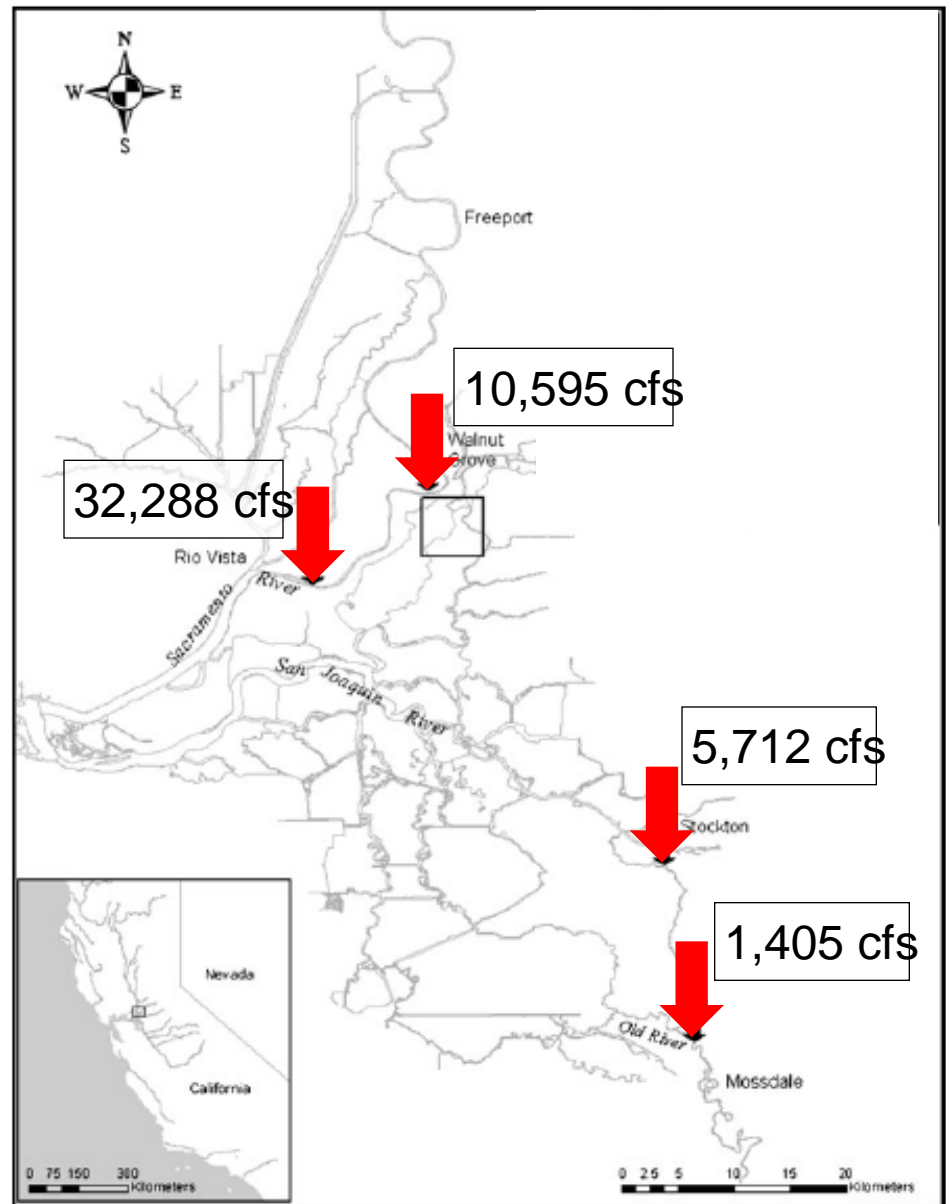 N
W E
S
Freeport
10,595 cfs
Walnut
Grove
32,288 cfs
Rio Vista
River
Sacramento
San Joaquin River
5,712 cfs
Stockton
1,405 cfs
Nevada
Old River
Mossdale
California
0 75 150 300
Kilometers
0 2.5 5 10 15 20
Kilometers